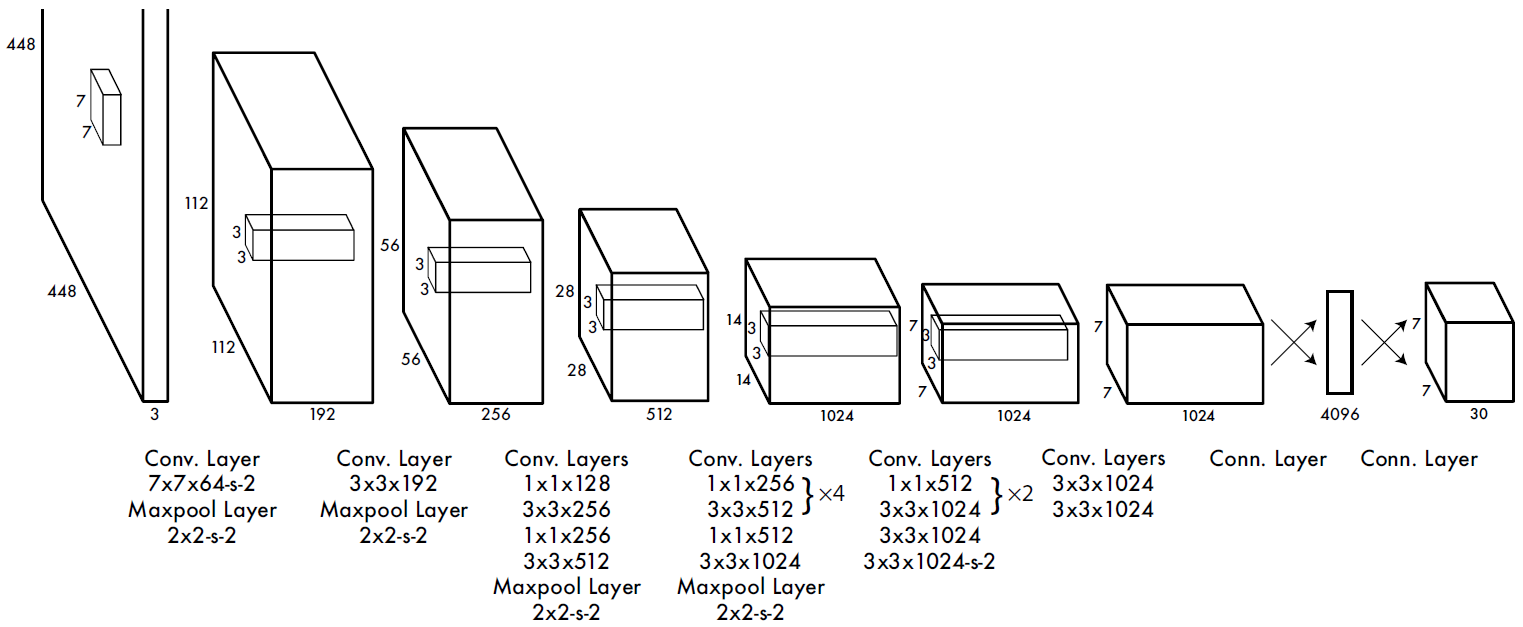 448
7
7
448
3
112
3
3
112
192
56
3
3
56
256
28
3
3
28
512
14
3
3
14
1024
7
3
3
7
1024
7
7
1024
4096
7
7
30
Conv. Layer
7x7x64-s-2
Maxpool Layer
2x2-s-2
Conv. Layer
3x3x192
Maxpool Layer
2x2-s-2
Conv. Layers
1x1x128
3x3x256
1x1x256
3x3x512
Maxpool Layer
2x2-s-2
Conv. Layers
1x1x256
3x3x512
} ×4
1x1x512
3x3x1024
Maxpool Layer
2x2-s-2
Conv. Layers
1x1x512
3x3x1024
} ×2
3x3x1024
3x3x1024-s-2
Conv. Layers
3x3x1024
3x3x1024
Conn. Layer
Conn. Layer